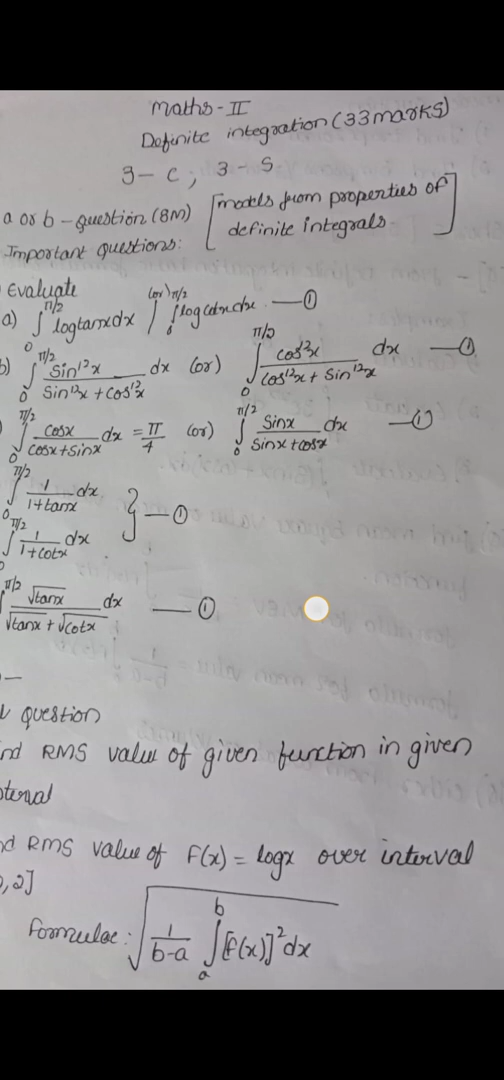 Maths-II
Definite integration (33 marks)
3-C, 3-S
a or b - question (8M) [models from properties of definite integrals]
Important questions:
Evaluate
a) ∫₀^{π/2} log tanx dx (or) ∫₀^{π/2} log cotx dx —①
b) ∫₀^{π/2} Sin¹²x / (Sin¹²x + cos¹²x) dx (or) ∫₀^{π/2} cos¹²x / (cos¹²x + Sin¹²x) dx —①
) ∫₀^{π/2} cosx / (cosx + sinx) dx = π/4 (or) ∫₀^{π/2} Sinx / (Sinx + cosx) dx —①
∫₀^{π/2} 1 / (1 + tanx) dx
} —①
∫₀^{π/2} 1 / (1 + cotx) dx
∫ ^{π/2} √tanx / (√tanx + √cotx) dx —①
question
nd RMS value of given function in given
terval
nd RMS value of F(x) = logx over interval
,2]
Formulae: √( 1/(b-a) ∫ₐᵇ [F(x)]² dx )